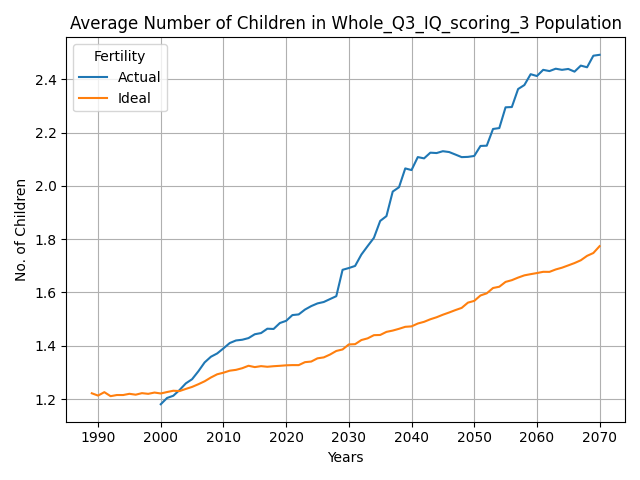 Average Number of Children in Whole_Q3_IQ_scoring_3 Population
Fertility
Actual
Ideal
No. of Children
2.4
2.2
2.0
1.8
1.6
1.4
1.2
1990 2000 2010 2020 2030 2040 2050 2060 2070
Years